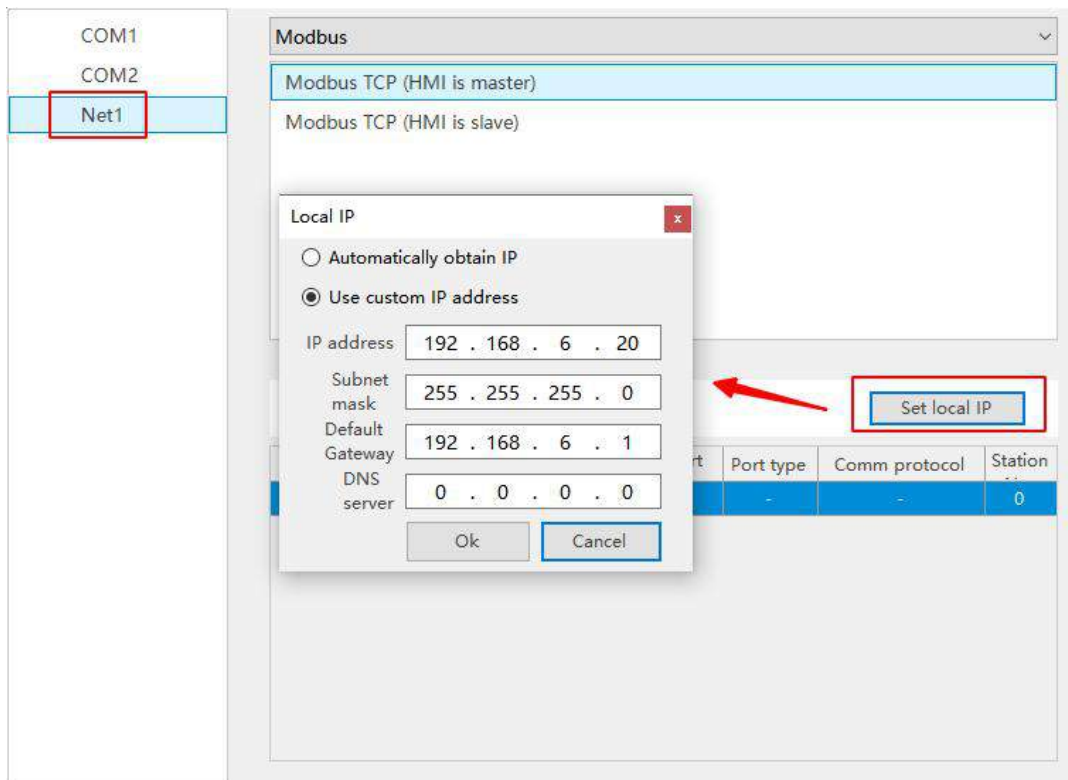 COM1
COM2
Net1
Modbus
Modbus TCP (HMI is master)
Modbus TCP (HMI is slave)
Local IP
x
Automatically obtain IP
Use custom IP address
IP address 192 . 168 . 6 . 20
Subnet
mask
255 . 255 . 255 . 0
Default
Gateway
192 . 168 . 6 . 1
DNS
server
0 . 0 . 0 . 0
Ok Cancel
Set local IP
rt Port type Comm protocol Station
- - 0